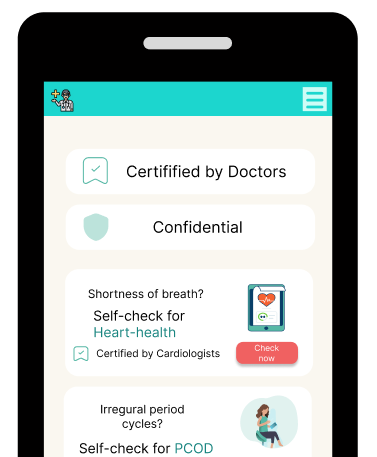 Certifified by Doctors
Confidential
Shortness of breath?
Self-check for
Heart-health
Certified by Cardiologists
Check
now
Irregural period
cycles?
Self-check for PCOD